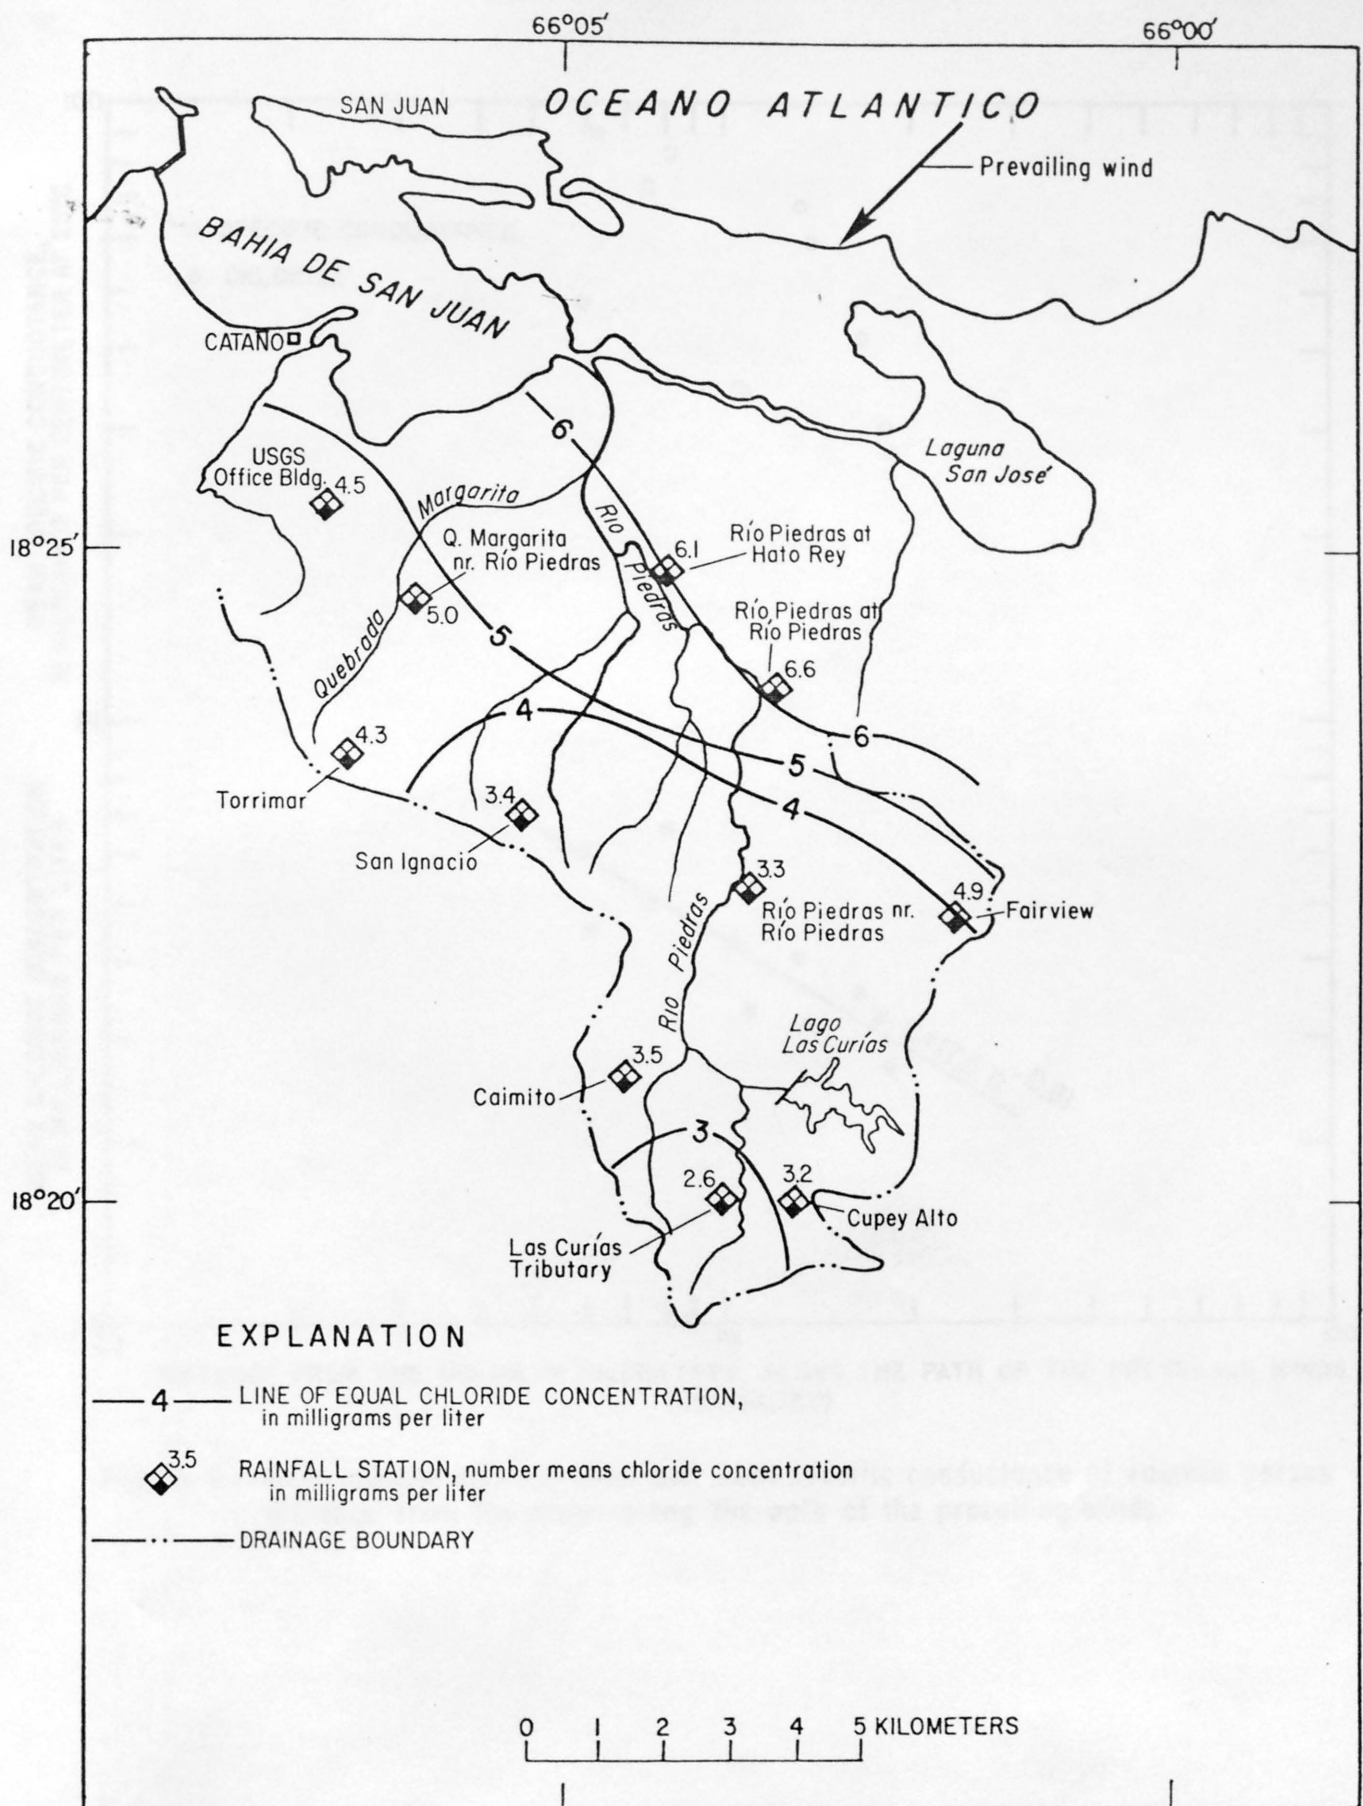 66°05′
66°00′
SAN JUAN
OCEANO ATLANTICO
Prevailing wind
BAHIA DE SAN JUAN
CATAÑO
6
Laguna
San José
USGS
Office Bldg.
4.5
Margarita
Rio
Piedras
Q. Margarita
nr. Río Piedras
5.0
18°25′
6.1
Río Piedras at
Hato Rey
Río Piedras at
Río Piedras
6.6
5
Quebrada
4
6
5
4
4.3
Torrimar
3.4
San Ignacio
3.3
Río Piedras nr.
Río Piedras
4.9
Fairview
Rio Piedras
Lago
Las Curías
3.5
Caimito
3
2.6
3.2
18°20′
Cupey Alto
Las Curías
Tributary
EXPLANATION
4
LINE OF EQUAL CHLORIDE CONCENTRATION,
in milligrams per liter
3.5
RAINFALL STATION, number means chloride concentration
in milligrams per liter
DRAINAGE BOUNDARY
0 1 2 3 4 5 KILOMETERS